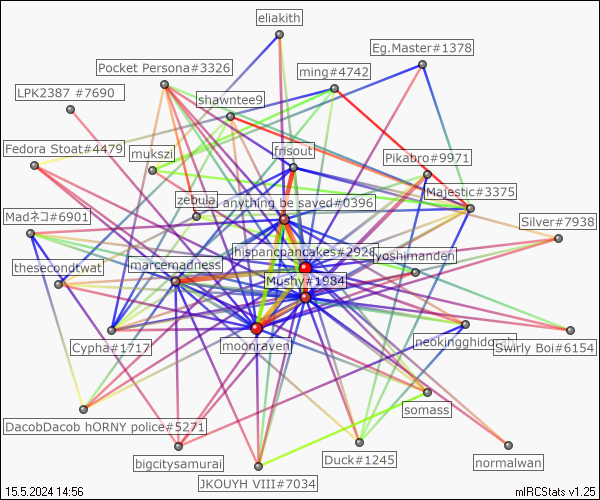 eliakith
Eg.Master#1378
Pocket Persona#3326
ming#4742
LPK2387 #7690
shawntee9
Fedora Stoat#4479
mukszi
frisout
Pikabro#9971
zebula
anything be saved#0396
Majestic#3375
Madネコ#6901
Silver#7938
hispancpancakes#2926
yoshimanden
thesecondtwat
marcemadness
Mushy#1984
Cypha#1717
moonraven
Swirly Boi#6154
somass
DacobDacob hORNY police#5271
bigcitysamurai
Duck#1245
normalwan
JKOUYH VIII#7034
15.5.2024 14:56
mIRCStats v1.25